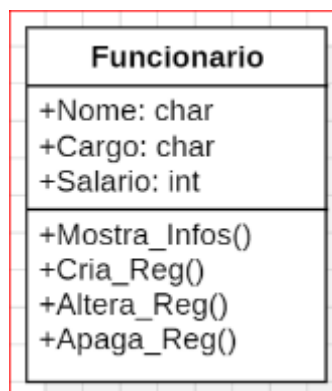 Funcionario
+Nome: char
+Cargo: char
+Salario: int
+Mostra_Infos()
+Cria_Reg()
+Altera_Reg()
+Apaga_Reg()